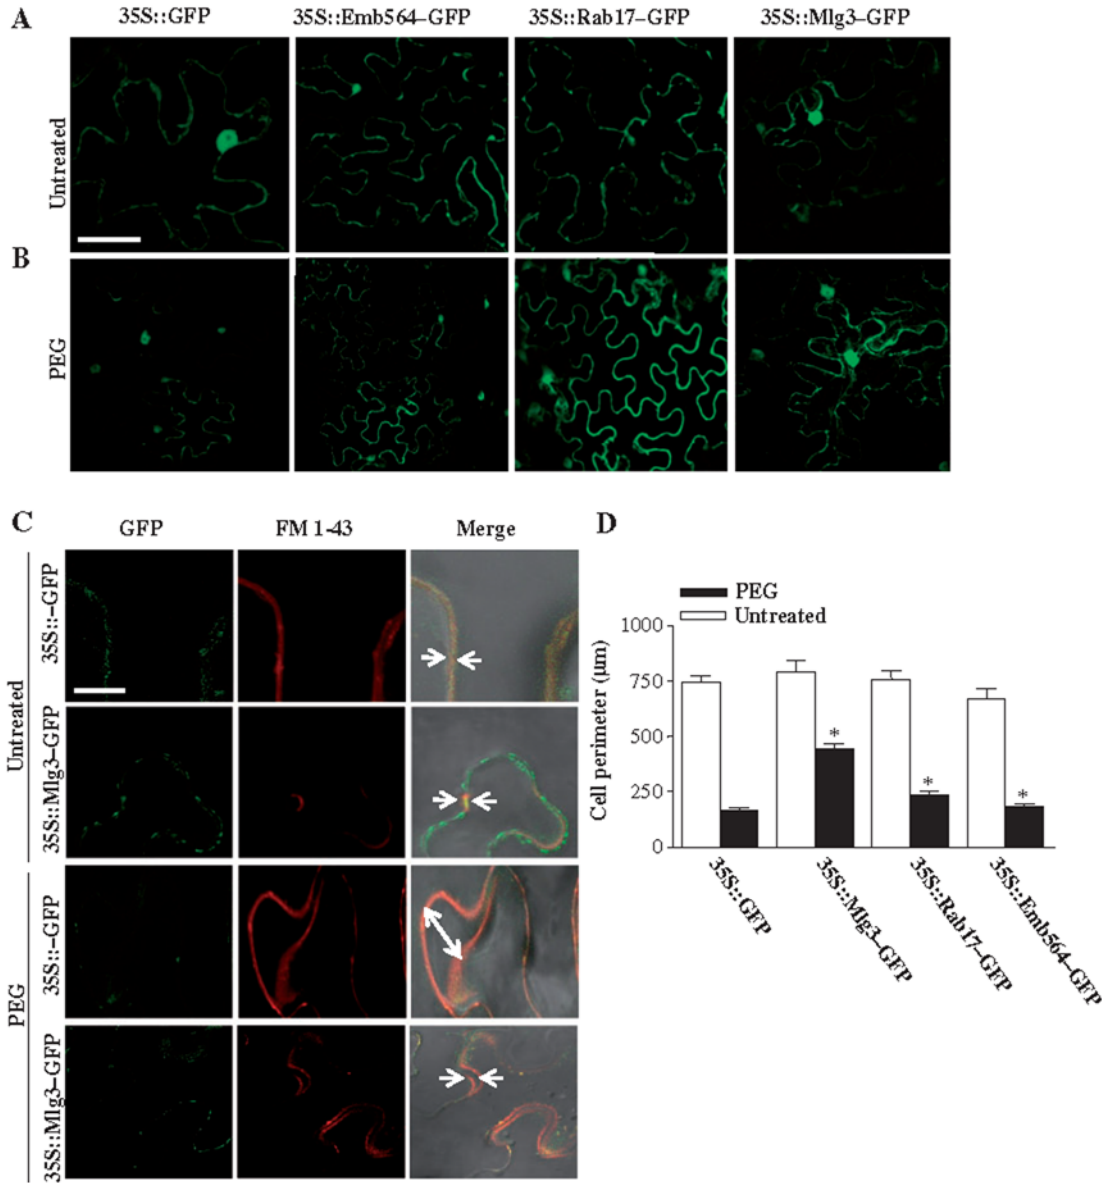 A
35S::GFP
35S::Emb564–GFP
35S::Rab17–GFP
35S::Mlg3–GFP
Untreated
B
PEG
C
GFP
FM 1-43
Merge
Untreated
35S::–GFP
35S::Mlg3–GFP
PEG
35S::–GFP
35S::Mlg3–GFP
D
PEG
Untreated
Cell perimeter (µm)
1000
750
500
250
0
*
*
*
35S::GFP
35S::Mlg3–GFP
35S::Rab17–GFP
35S::Emb564–GFP